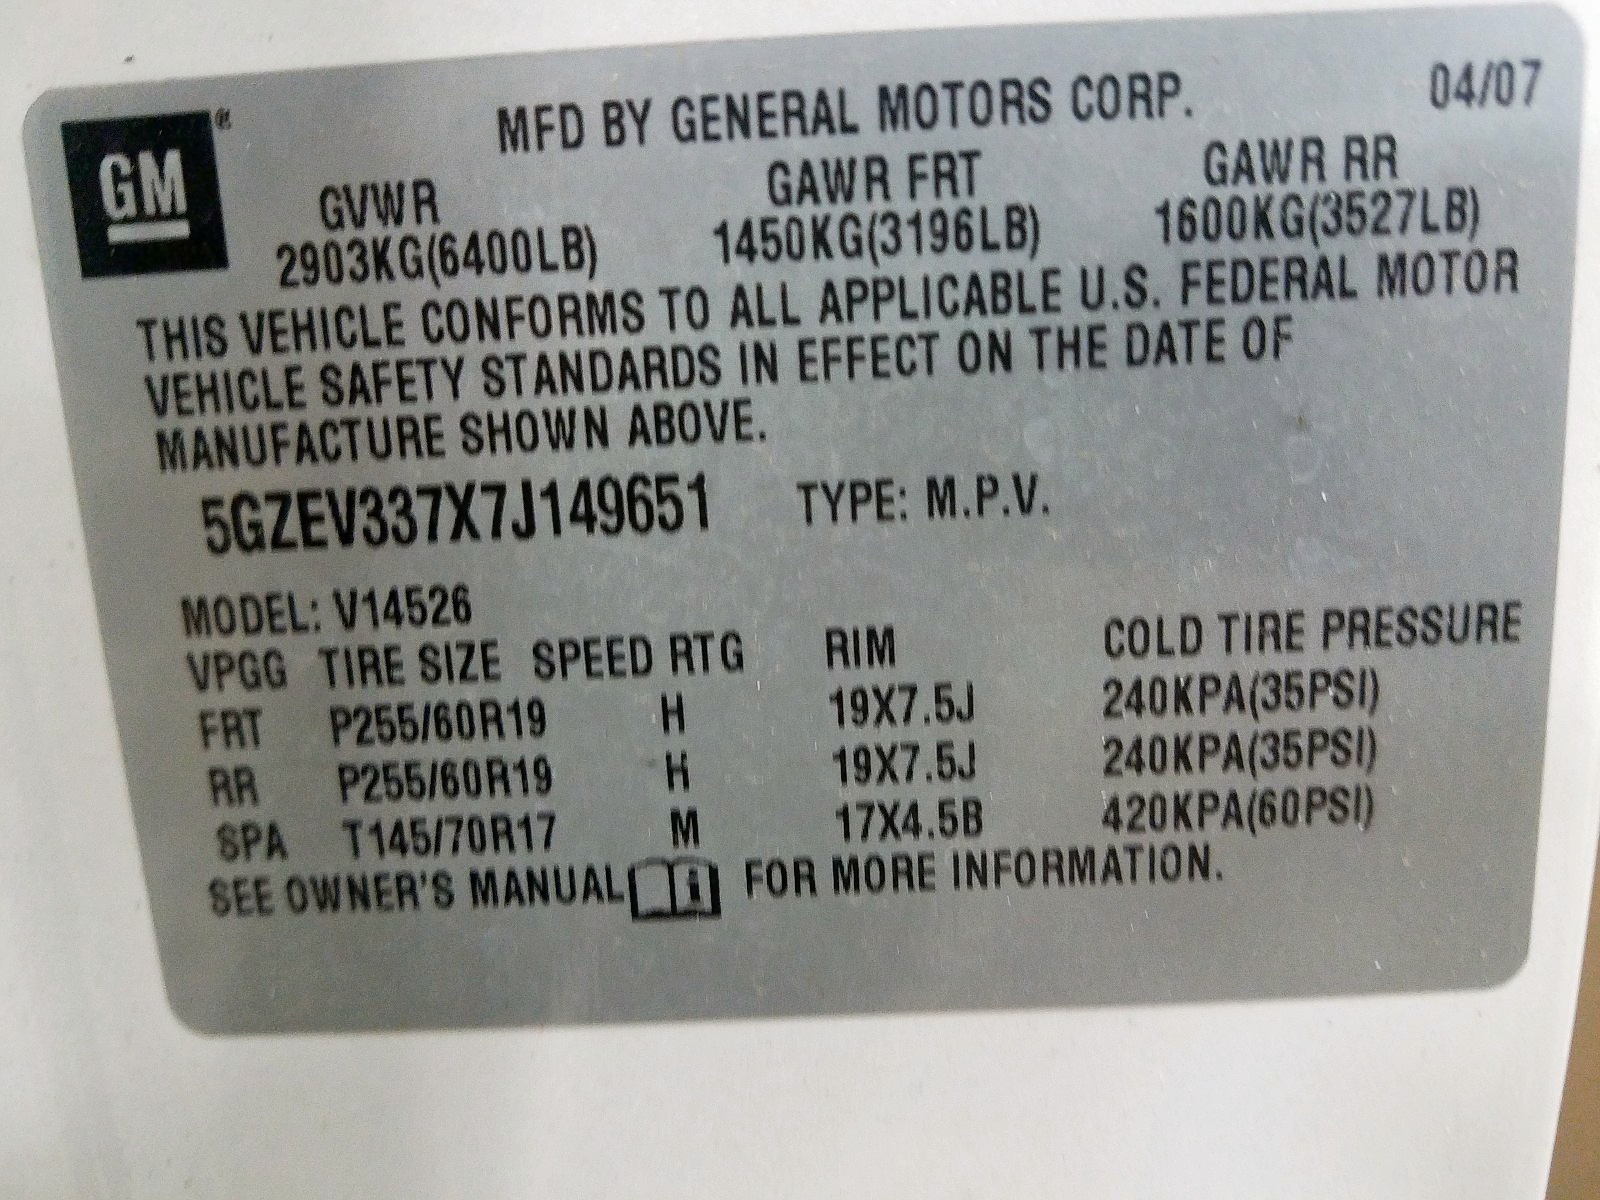 GM®
MFD BY GENERAL MOTORS CORP. 04/07
GVWR GAWR FRT GAWR RR
2903KG(6400LB) 1450KG(3196LB) 1600KG(3527LB)
THIS VEHICLE CONFORMS TO ALL APPLICABLE U.S. FEDERAL MOTOR
VEHICLE SAFETY STANDARDS IN EFFECT ON THE DATE OF
MANUFACTURE SHOWN ABOVE.
5GZEV337X7J149651 TYPE: M.P.V.
MODEL: V14526
VPGG TIRE SIZE SPEED RTG RIM COLD TIRE PRESSURE
FRT P255/60R19 H 19X7.5J 240KPA(35PSI)
RR P255/60R19 H 19X7.5J 240KPA(35PSI)
SPA T145/70R17 M 17X4.5B 420KPA(60PSI)
SEE OWNER'S MANUAL i FOR MORE INFORMATION.